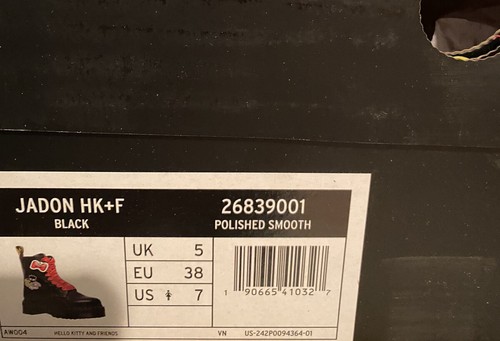 JADON HK+F 26839001
BLACK POLISHED SMOOTH
UK 5
EU 38
US 7
1 90665 41032 7
AW004 HELLO KITTY AND FRIENDS VN US-242P0094364-01